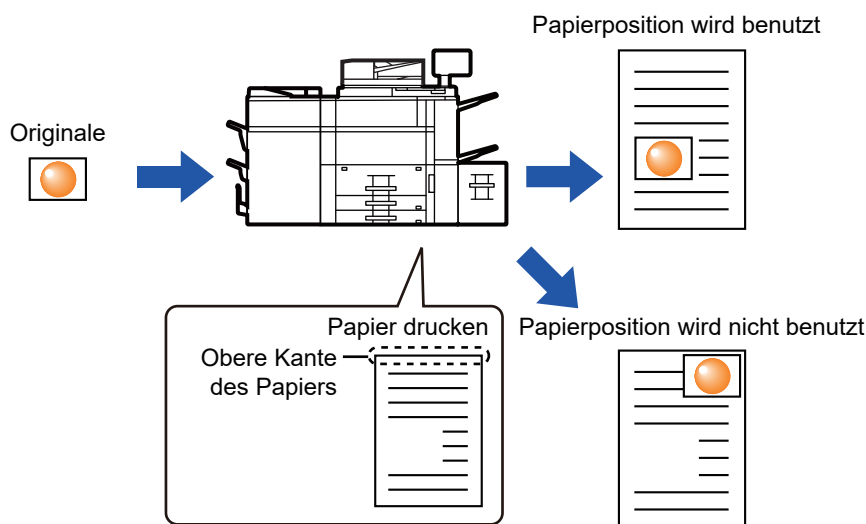 Papierposition wird benutzt
Originale
Papier drucken
Obere Kante
des Papiers
Papierposition wird nicht benutzt